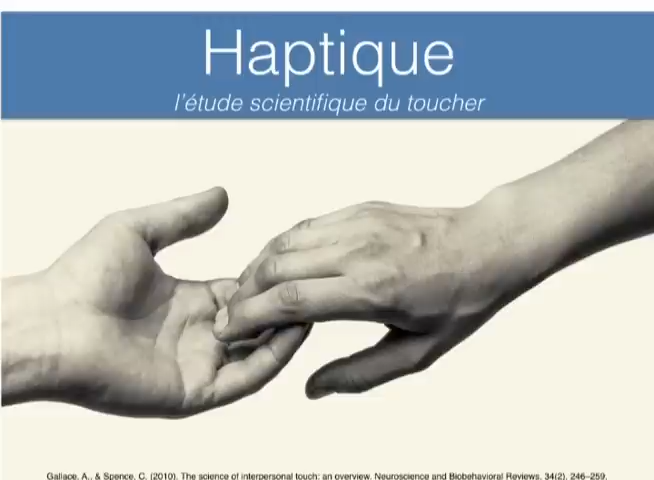 Haptique
l'étude scientifique du toucher
Gallace, A., & Spence, C. (2010). The science of interpersonal touch: an overview. Neuroscience and Biobehavioral Reviews, 34(2), 246–259.